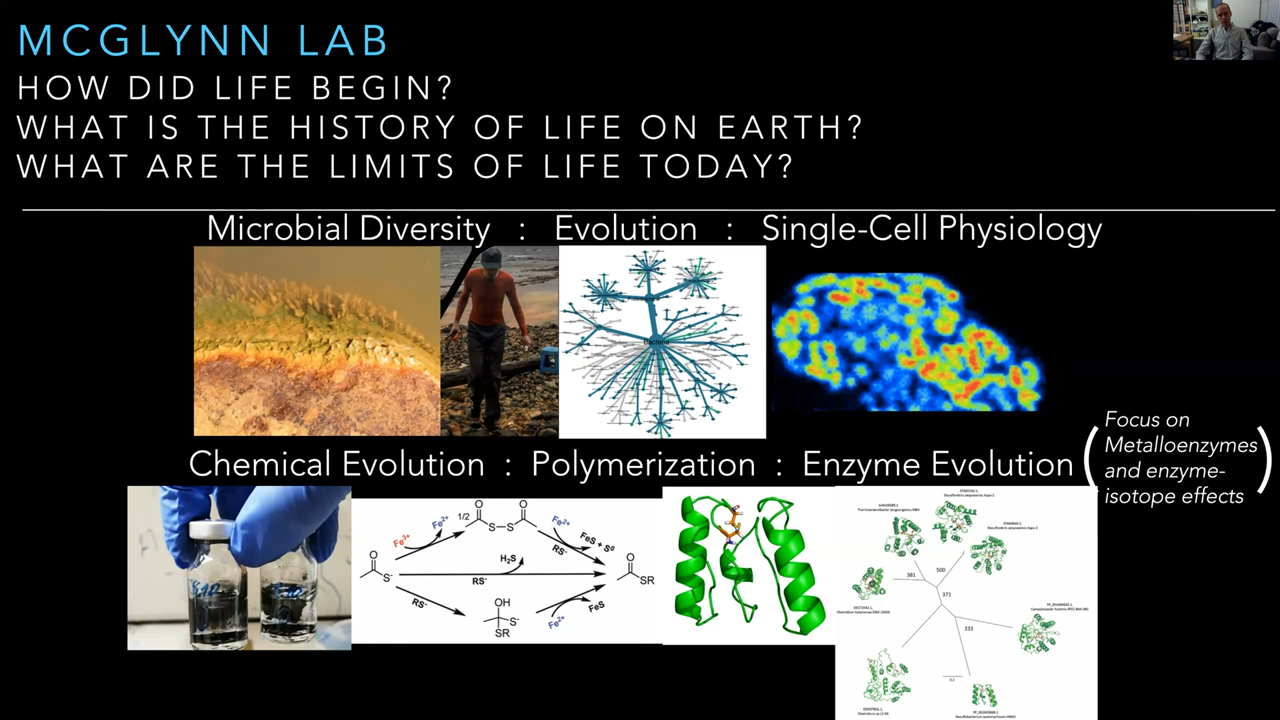 MCGLYNN LAB
HOW DID LIFE BEGIN?
WHAT IS THE HISTORY OF LIFE ON EARTH?
WHAT ARE THE LIMITS OF LIFE TODAY?
Microbial Diversity : Evolution : Single-Cell Physiology
Bacteria
Chemical Evolution : Polymerization : Enzyme Evolution
Focus on
Metalloenzymes
and enzyme-
isotope effects
Fe³⁺
Fe²⁺
1/2
O
O
S
S
Fe²⁺
RS⁻
FeS + S⁰
O
S⁻
H₂S
RS⁻
O
SR
RS⁻
OH
S⁻
SR
Fe²⁺
FeS
381
500
371
333
0.2